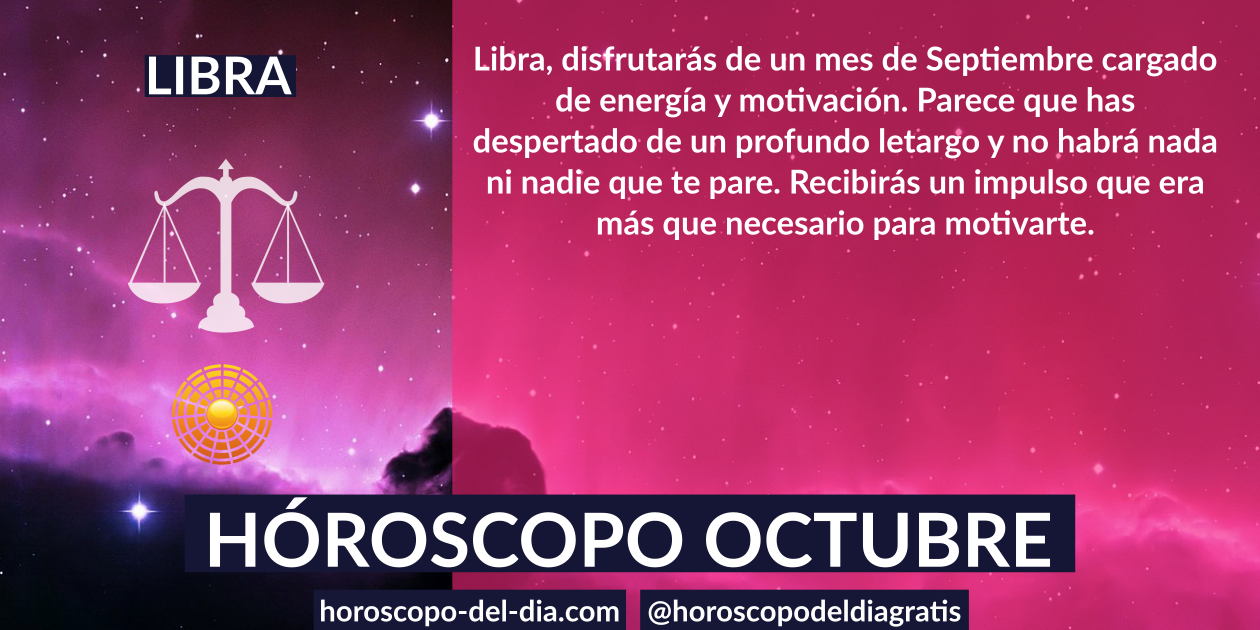 LIBRA
Libra, disfrutarás de un mes de Septiembre cargado
de energía y motivación. Parece que has
despertado de un profundo letargo y no habrá nada
ni nadie que te pare. Recibirás un impulso que era
más que necesario para motivarte.
HÓROSCOPO OCTUBRE
horoscopo-del-dia.com @horoscopodeldiagratis